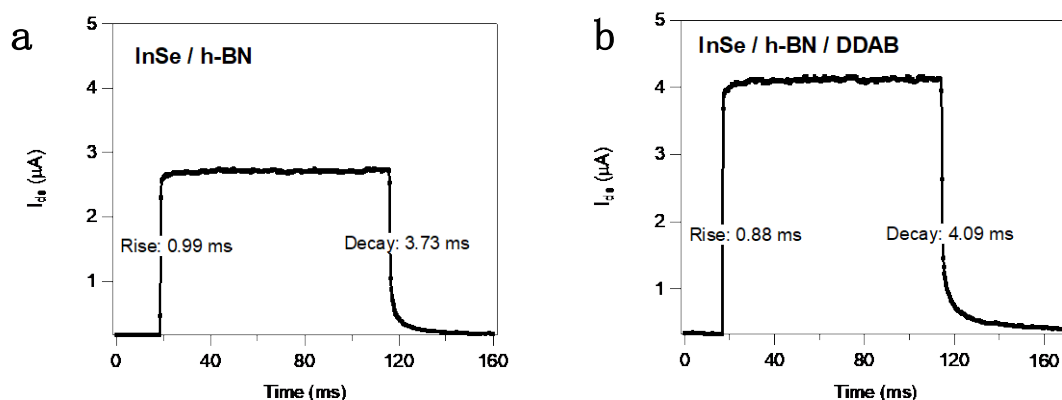 a
InSe / h-BN
5
4
3
2
1
Ids (μA)
Rise: 0.99 ms
Decay: 3.73 ms
0
40
80
120
160
Time (ms)
b
InSe / h-BN / DDAB
5
4
3
2
1
Ids (μA)
Rise: 0.88 ms
Decay: 4.09 ms
0
40
80
120
160
Time (ms)